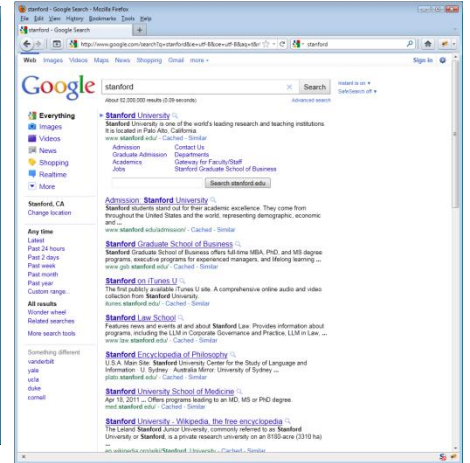 stanford - Google Search - Mozilla Firefox
File Edit View History Bookmarks Tools Help
stanford - Google Search
http://www.google.com/search?q=stanford&ie=utf-8&oe=utf-8&aq=t&r
stanford
Web Images Videos Maps News Shopping Gmail more
Sign in
Google
stanford
Search
Instant is on
SafeSearch off
About 92,000,000 results (0.09 seconds)
Advanced search
Everything
Images
Videos
News
Shopping
Realtime
More
Stanford, CA
Change location
Any time
Latest
Past 24 hours
Past 2 days
Past week
Past month
Past year
Custom range...
All results
Wonder wheel
Related searches
More search tools
Something different
vanderbilt
yale
ucla
duke
cornell
Stanford University
Stanford University is one of the world's leading research and teaching institutions.
It is located in Palo Alto, California.
www.stanford.edu/ - Cached - Similar
Admission Contact Us
Graduate Admission Departments
Academics Gateway for Faculty/Staff
Jobs Stanford Graduate School of Business
Search stanford.edu
Admission: Stanford University
Stanford students stand out for their academic excellence. They come from
throughout the United States and the world, representing demographic, economic
and ...
www.stanford.edu/admission/ - Cached - Similar
Stanford Graduate School of Business
Stanford Graduate School of Business offers full-time MBA, PhD, and MS degree
programs, executive programs for experienced managers, and lifelong learning ...
www.gsb.stanford.edu/ - Cached - Similar
Stanford on iTunes U
The first publicly available iTunes U site. A comprehensive online audio and video
collection from Stanford University.
itunes.stanford.edu/ - Cached - Similar
Stanford Law School
Features news and events at and about Stanford Law. Provides information about
programs, including the LLM in Corporate Governance and Practice, LLM in Law, ...
www.law.stanford.edu/ - Cached - Similar
Stanford Encyclopedia of Philosophy
U.S.A. Main Site: Stanford University Center for the Study of Language and
Information · U. Sydney · Australia Mirror: University of Sydney ...
plato.stanford.edu/ - Cached - Similar
Stanford University School of Medicine
Apr 18, 2011 ... Offers programs leading to an MD, MS or PhD degree.
med.stanford.edu/ - Cached - Similar
Stanford University - Wikipedia, the free encyclopedia
The Leland Stanford Junior University, commonly referred to as Stanford
University or Stanford, is a private research university on an 8180-acre (3310 ha)
...
en.wikipedia.org/wiki/Stanford_University - Cached - Similar